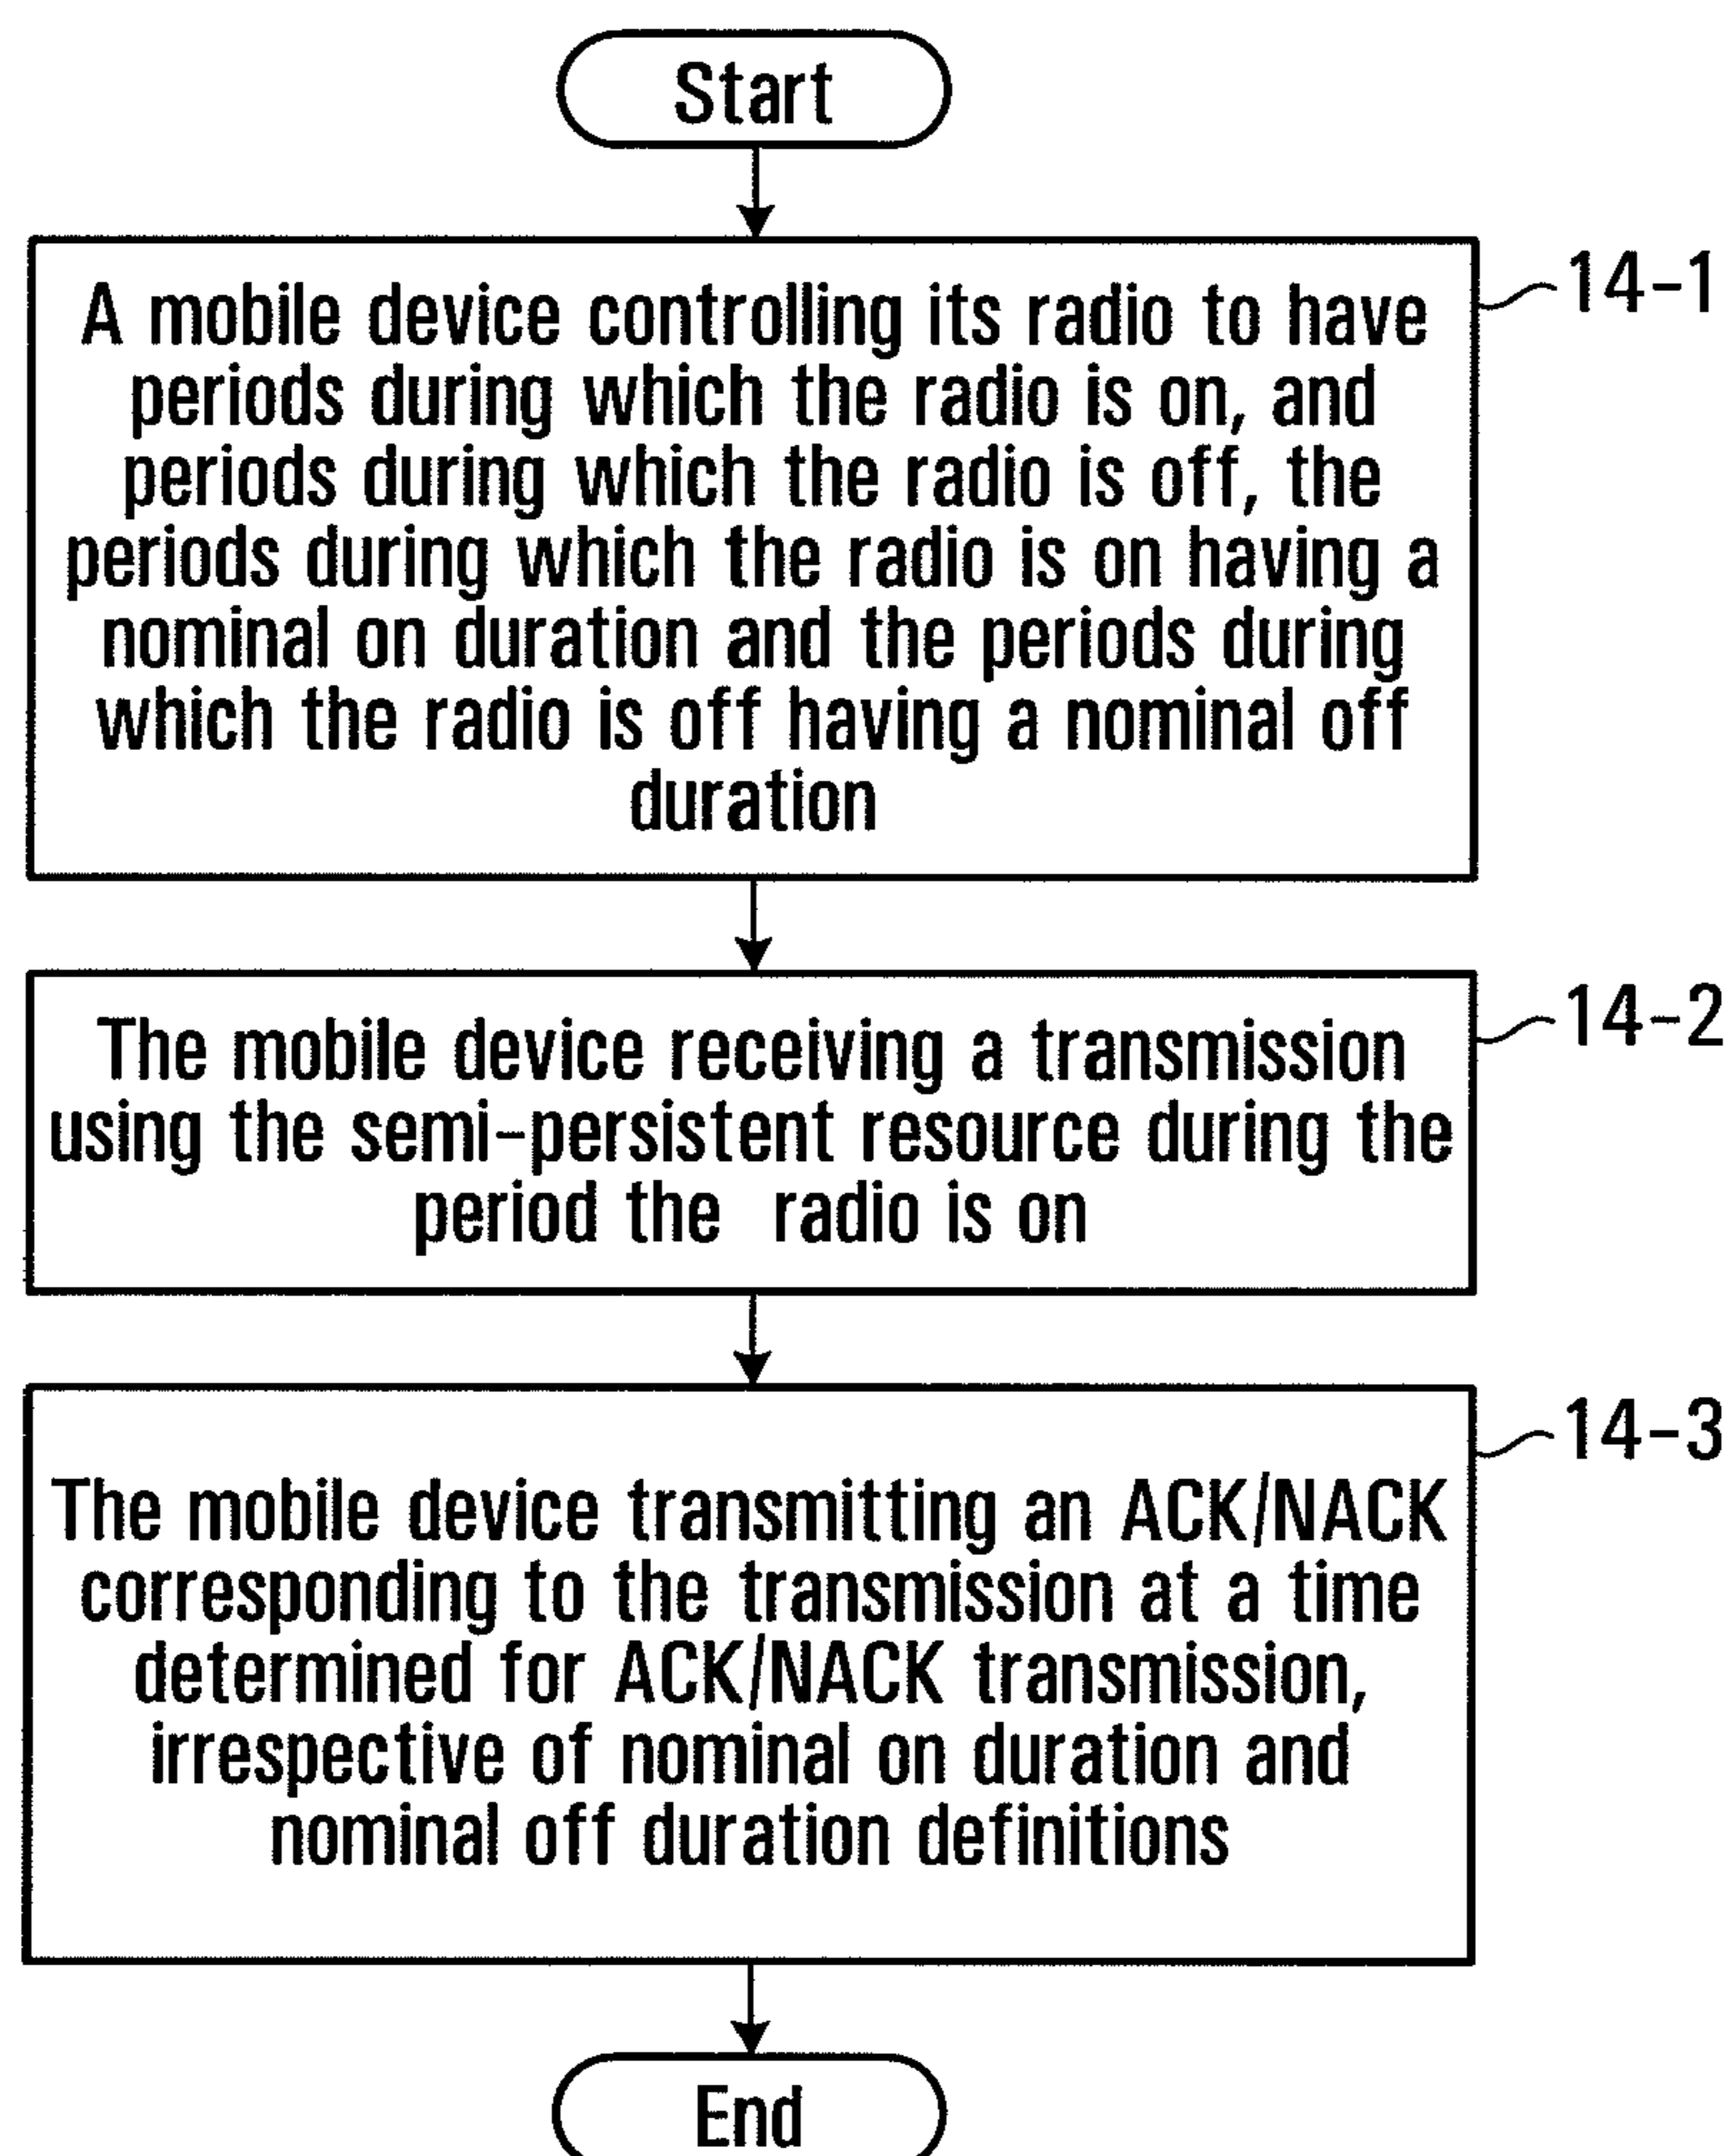 Start
A mobile device controlling its radio to have
periods during which the radio is on, and
periods during which the radio is off, the
periods during which the radio is on having a
nominal on duration and the periods during
which the radio is off having a nominal off
duration
14-1
The mobile device receiving a transmission
using the semi-persistent resource during the
period the radio is on
14-2
The mobile device transmitting an ACK/NACK
corresponding to the transmission at a time
determined for ACK/NACK transmission,
irrespective of nominal on duration and
nominal off duration definitions
14-3
End